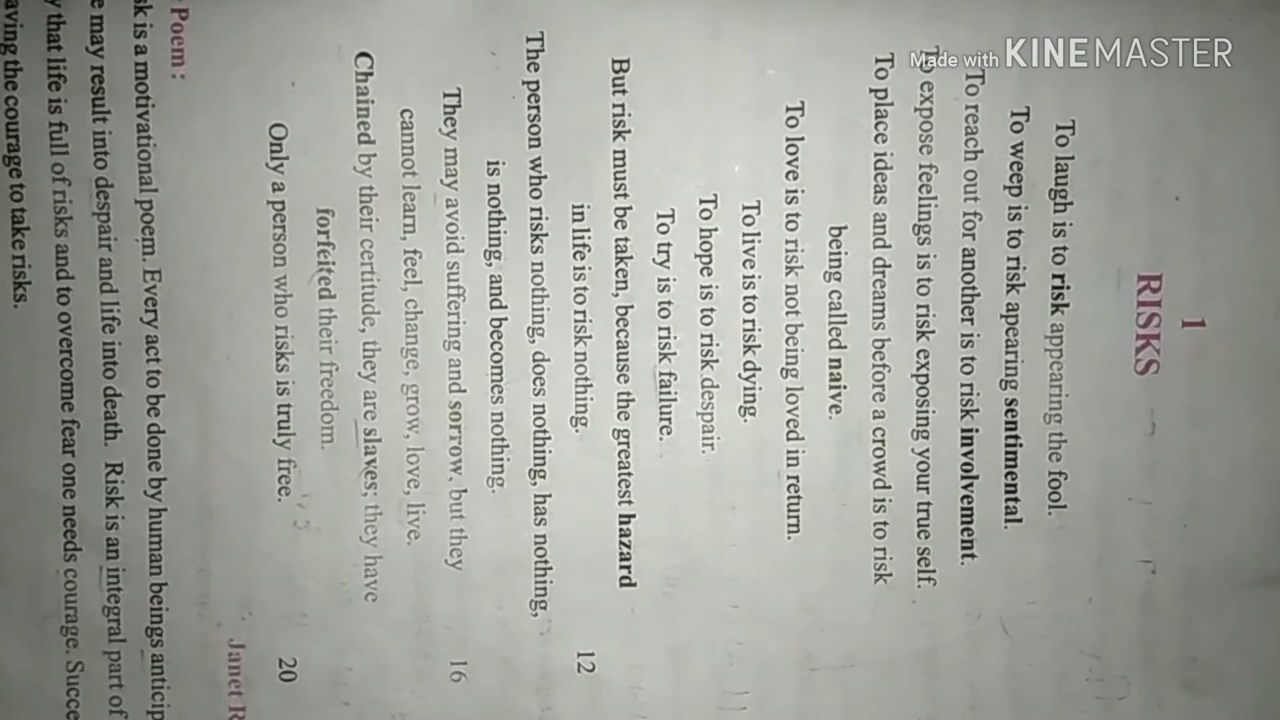 Made with KINEMASTER
1
RISKS
To laugh is to risk appearing the fool.
To weep is to risk apearing sentimental.
To reach out for another is to risk involvement.
To expose feelings is to risk exposing your true self.
To place ideas and dreams before a crowd is to risk
being called naive.
To love is to risk not being loved in return.
To live is to risk dying.
To hope is to risk despair.
To try is to risk failure.
But risk must be taken, because the greatest hazard
in life is to risk nothing. 12
The person who risks nothing, does nothing, has nothing,
is nothing, and becomes nothing.
They may avoid suffering and sorrow, but they 16
cannot learn, feel, change, grow, love, live.
Chained by their certitude, they are slaves; they have
forfeited their freedom.
Only a person who risks is truly free. 20
Janet R
Poem :
sk is a motivational poem. Every act to be done by human beings anticip
e may result into despair and life into death. Risk is an integral part of
y that life is full of risks and to overcome fear one needs courage. Succe
aving the courage to take risks.